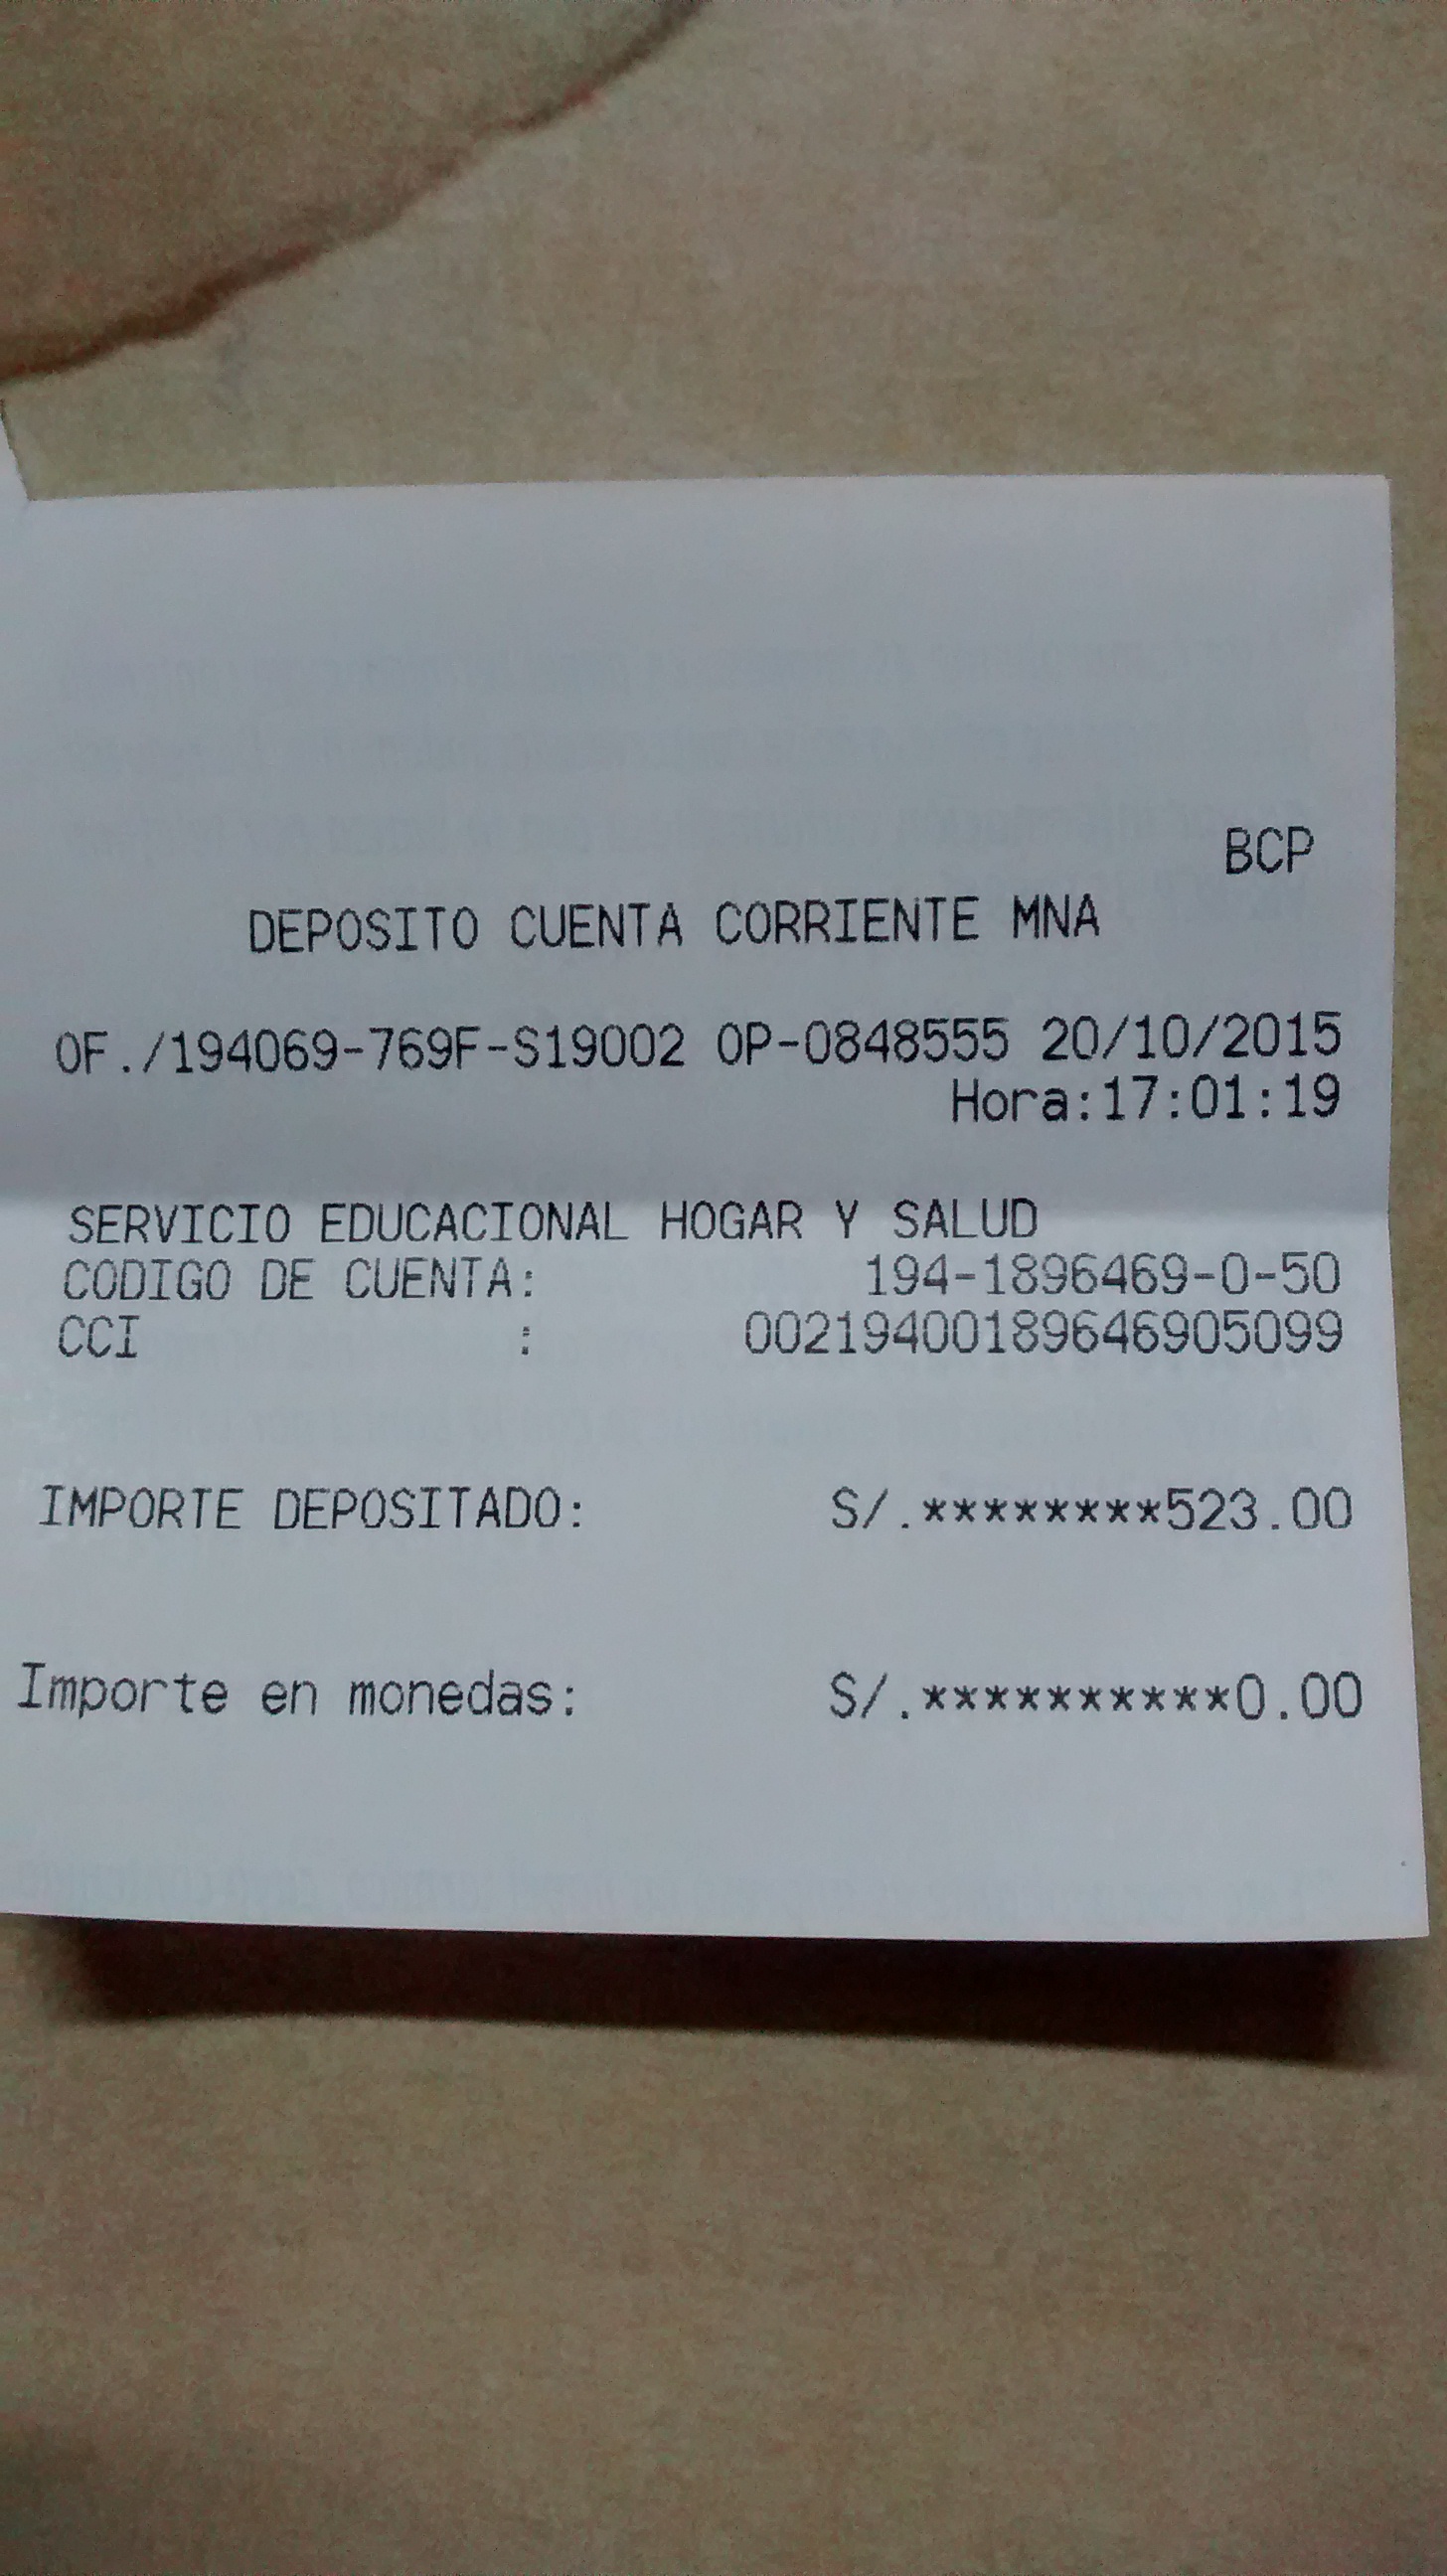 BCP
DEPOSITO CUENTA CORRIENTE MNA
OF./194069-769F-S19002 OP-0848555 20/10/2015
Hora:17:01:19
SERVICIO EDUCACIONAL HOGAR Y SALUD
CODIGO DE CUENTA: 194-1896469-0-50
CCI : 00219400189646905099
IMPORTE DEPOSITADO: S/.********523.00
Importe en monedas: S/.**********0.00